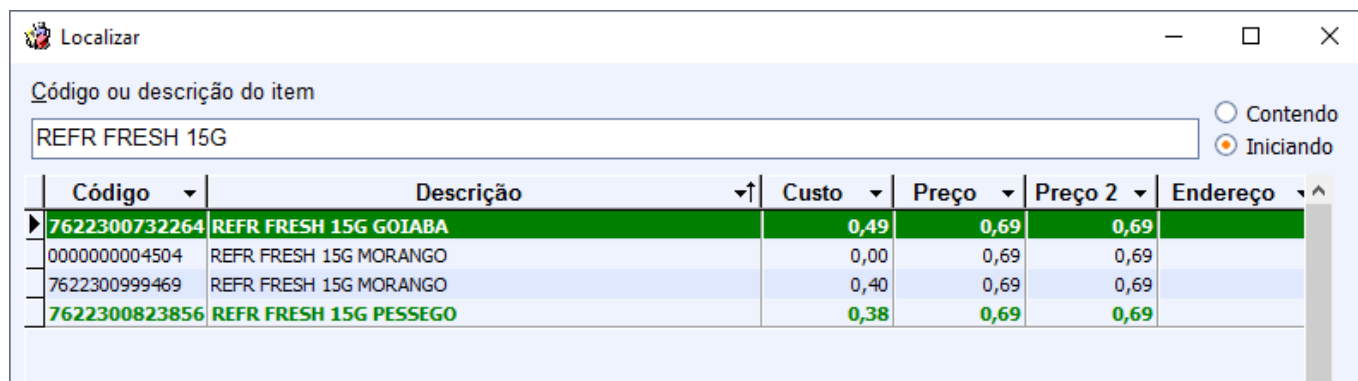 Localizar
Código ou descrição do item
Contendo
REFR FRESH 15G
Iniciando
Código Descrição Custo Preço Preço 2 Endereço
7622300732264 REFR FRESH 15G GOIABA 0,49 0,69 0,69
0000000004504 REFR FRESH 15G MORANGO 0,00 0,69 0,69
7622300999469 REFR FRESH 15G MORANGO 0,40 0,69 0,69
7622300823856 REFR FRESH 15G PESSEGO 0,38 0,69 0,69